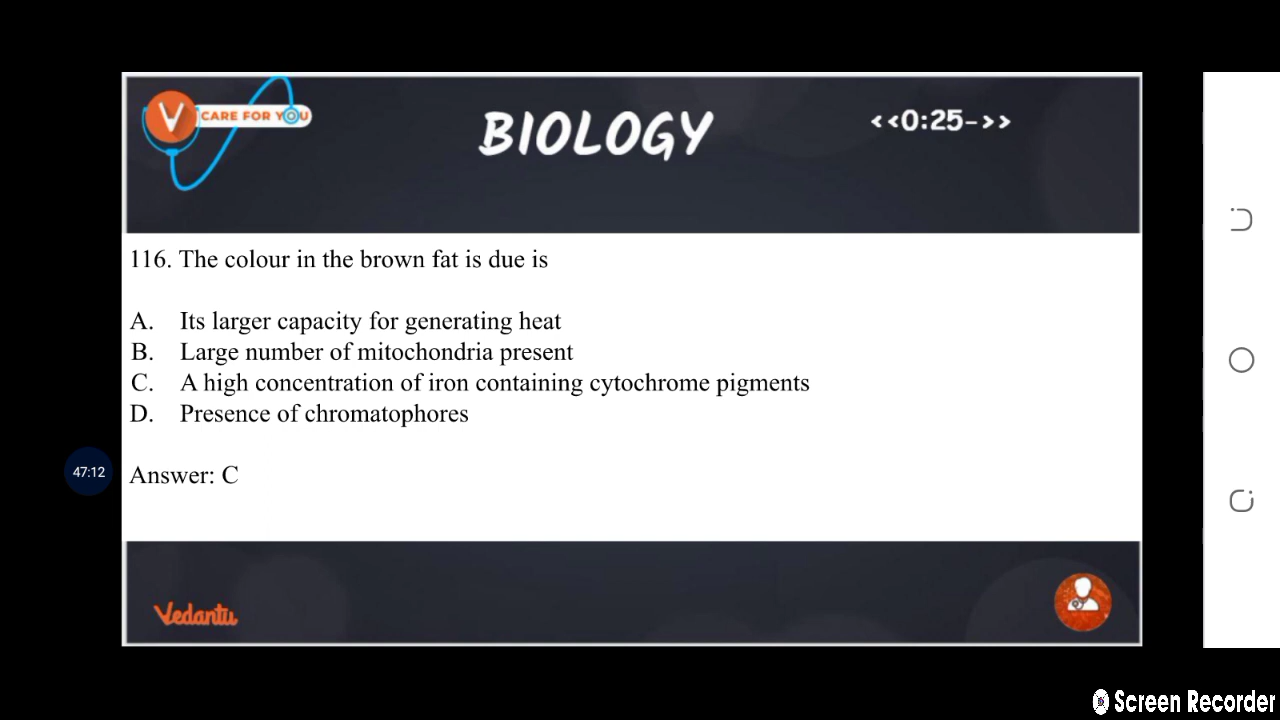 CARE FOR YOU
BIOLOGY
<<0:25->>
116. The colour in the brown fat is due is
A. Its larger capacity for generating heat
B. Large number of mitochondria present
C. A high concentration of iron containing cytochrome pigments
D. Presence of chromatophores
47:12
Answer: C
Vedantu
Screen Recorder